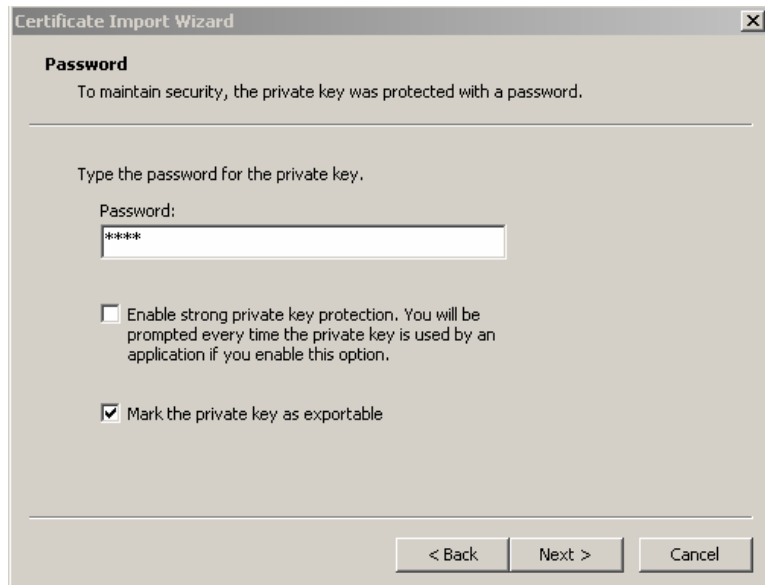 Certificate Import Wizard
Password
To maintain security, the private key was protected with a password.
Type the password for the private key.
Password:
****
Enable strong private key protection. You will be
prompted every time the private key is used by an
application if you enable this option.
Mark the private key as exportable
< Back Next > Cancel